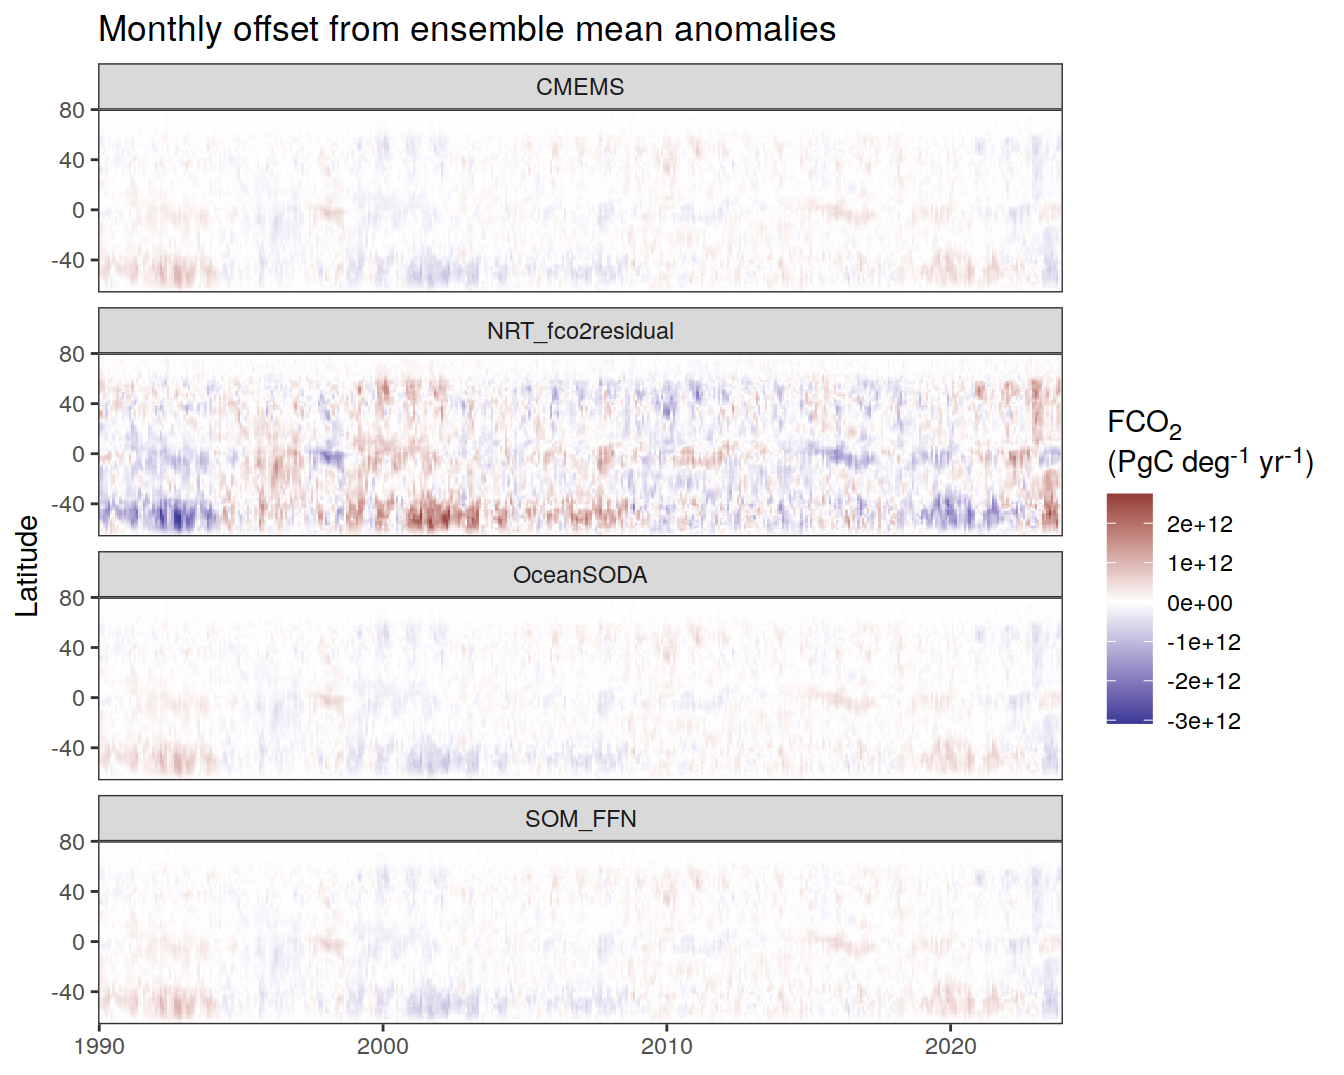 Monthly offset from ensemble mean anomalies
CMEMS
80
40
0
-40
NRT_fco2residual
80
40
0
-40
OceanSODA
80
40
0
-40
SOM_FFN
80
40
0
-40
1990 2000 2010 2020
Latitude
FCO₂
(PgC deg⁻¹ yr⁻¹)
2e+12
1e+12
0e+00
-1e+12
-2e+12
-3e+12